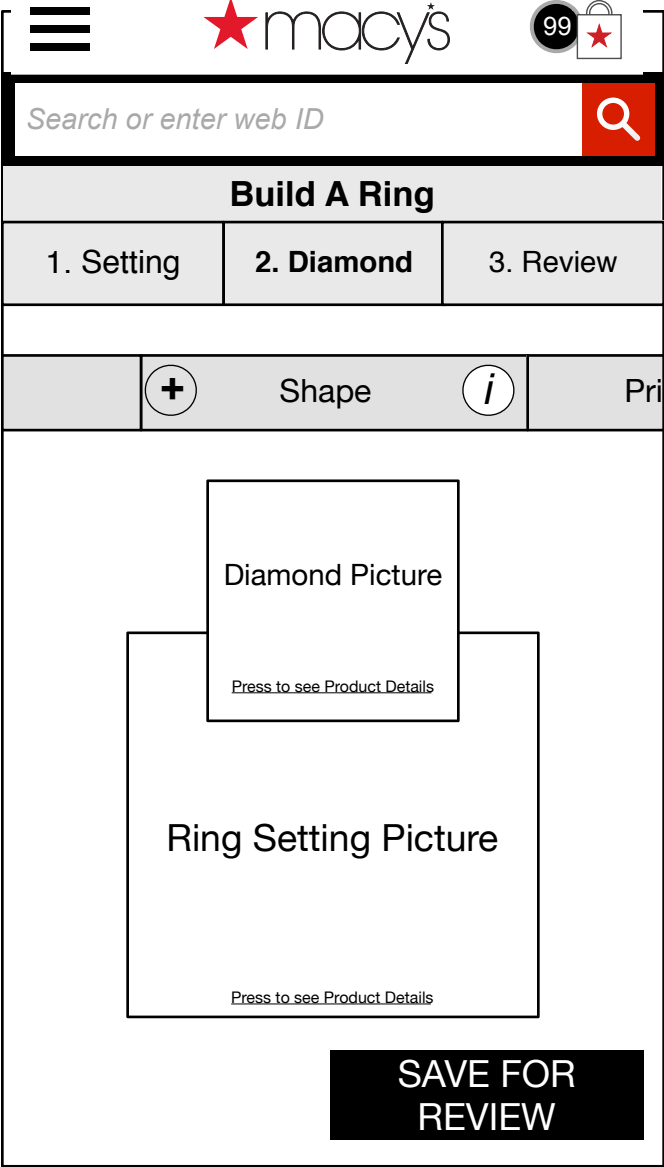 macy's
99
Search or enter web ID
Build A Ring
1. Setting
2. Diamond
3. Review
+
Shape
i
Pri
Diamond Picture
Press to see Product Details
Ring Setting Picture
Press to see Product Details
SAVE FOR
REVIEW